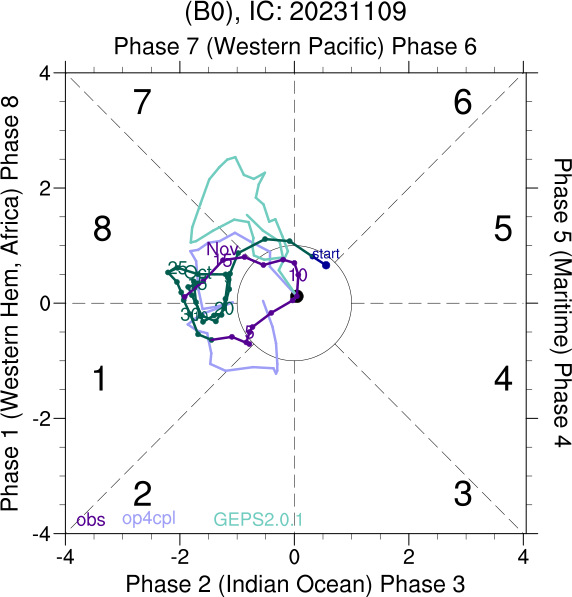 (B0), IC: 20231109
Phase 7 (Western Pacific) Phase 6
Phase 1 (Western Hem, Africa) Phase 8
4
2
0
-2
-4
7
6
8
5
1
4
2
3
start
Nov
15
10
25
Oct
5
20
30
5
obs
op4cpl
GEPS2.0.1
-4
-2
0
2
4
Phase 2 (Indian Ocean) Phase 3
Phase 5 (Maritime) Phase 4